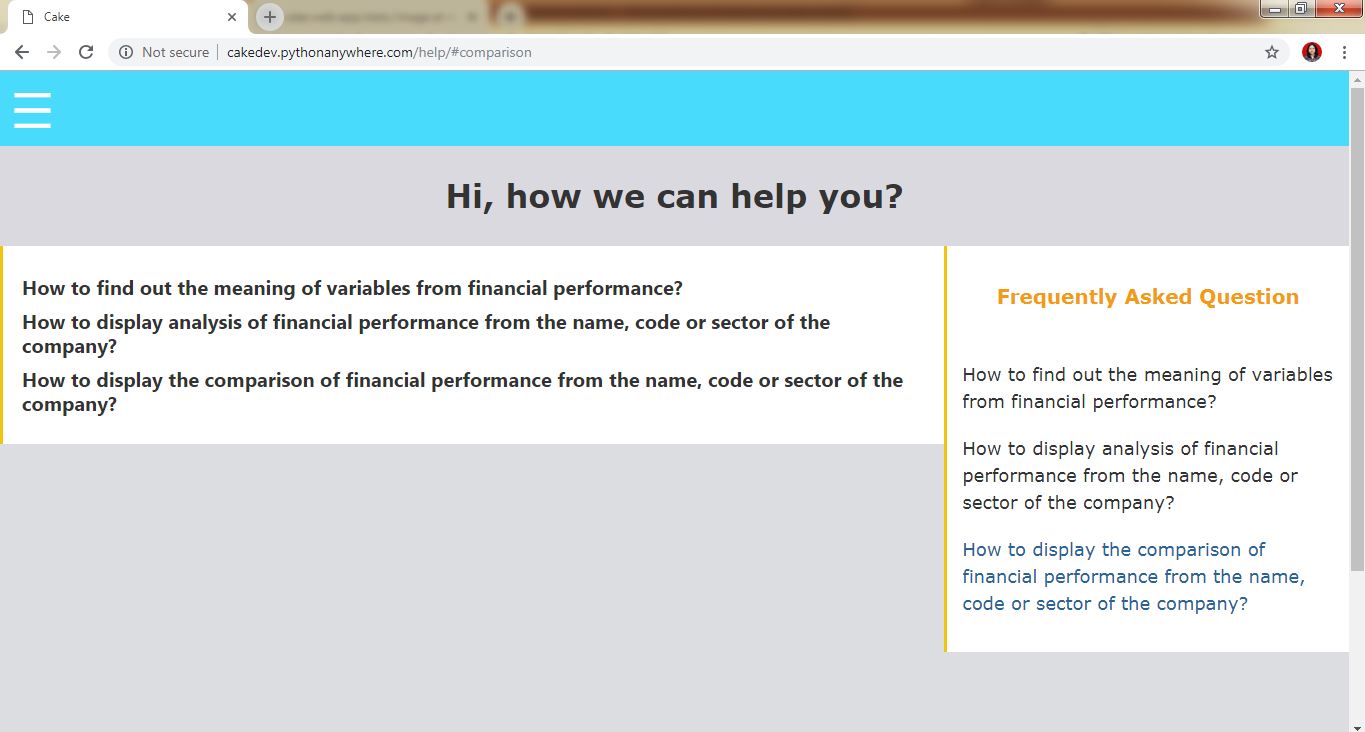 Cake
Not secure
cakedev.pythonanywhere.com/help/#comparison
Hi, how we can help you?
How to find out the meaning of variables from financial performance?
How to display analysis of financial performance from the name, code or sector of the
company?
How to display the comparison of financial performance from the name, code or sector of the
company?
Frequently Asked Question
How to find out the meaning of variables
from financial performance?
How to display analysis of financial
performance from the name, code or
sector of the company?
How to display the comparison of
financial performance from the name,
code or sector of the company?